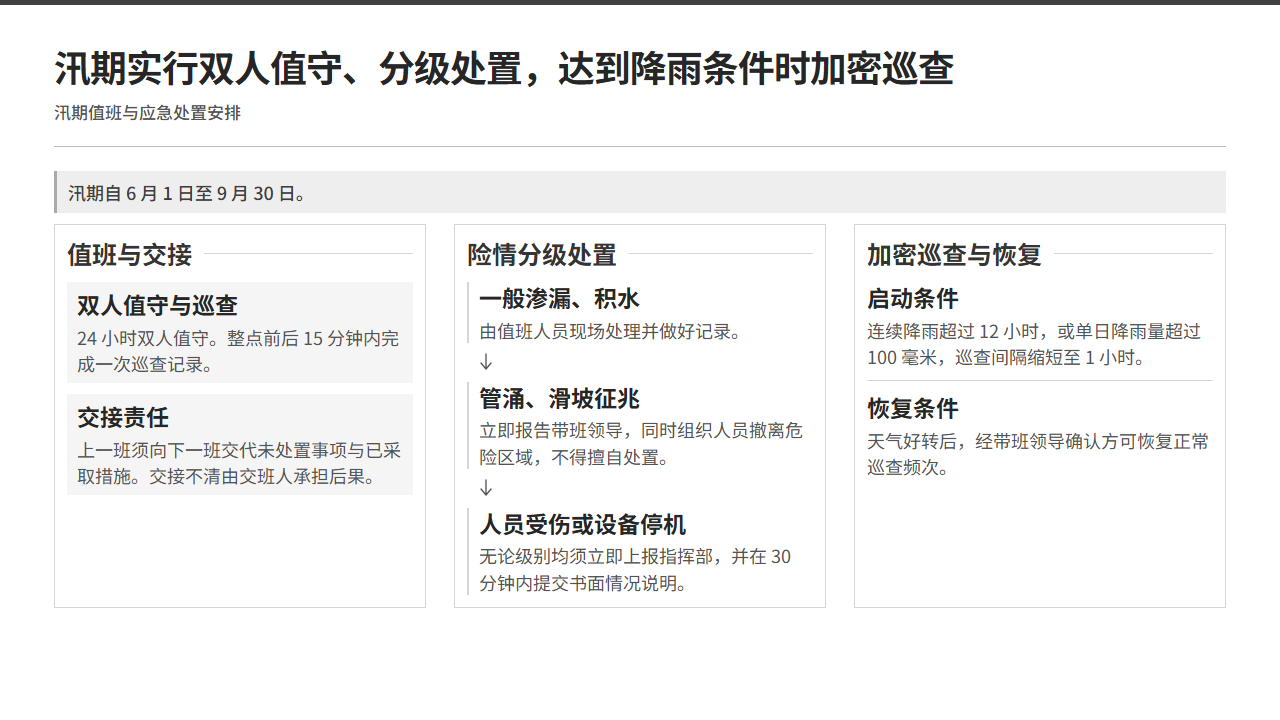 汛期实行双人值守、分级处置，达到降雨条件时加密巡查
汛期值班与应急处置安排
汛期自 6 月 1 日至 9 月 30 日。
值班与交接
双人值守与巡查
24 小时双人值守。整点前后 15 分钟内完
成一次巡查记录。
交接责任
上一班须向下一班交代未处置事项与已采
取措施。交接不清由交班人承担后果。
险情分级处置
一般渗漏、积水
由值班人员现场处理并做好记录。
↓
管涌、滑坡征兆
立即报告带班领导，同时组织人员撤离危
险区域，不得擅自处置。
↓
人员受伤或设备停机
无论级别均须立即上报指挥部，并在 30
分钟内提交书面情况说明。
加密巡查与恢复
启动条件
连续降雨超过 12 小时，或单日降雨量超过
100 毫米，巡查间隔缩短至 1 小时。
恢复条件
天气好转后，经带班领导确认方可恢复正常
巡查频次。